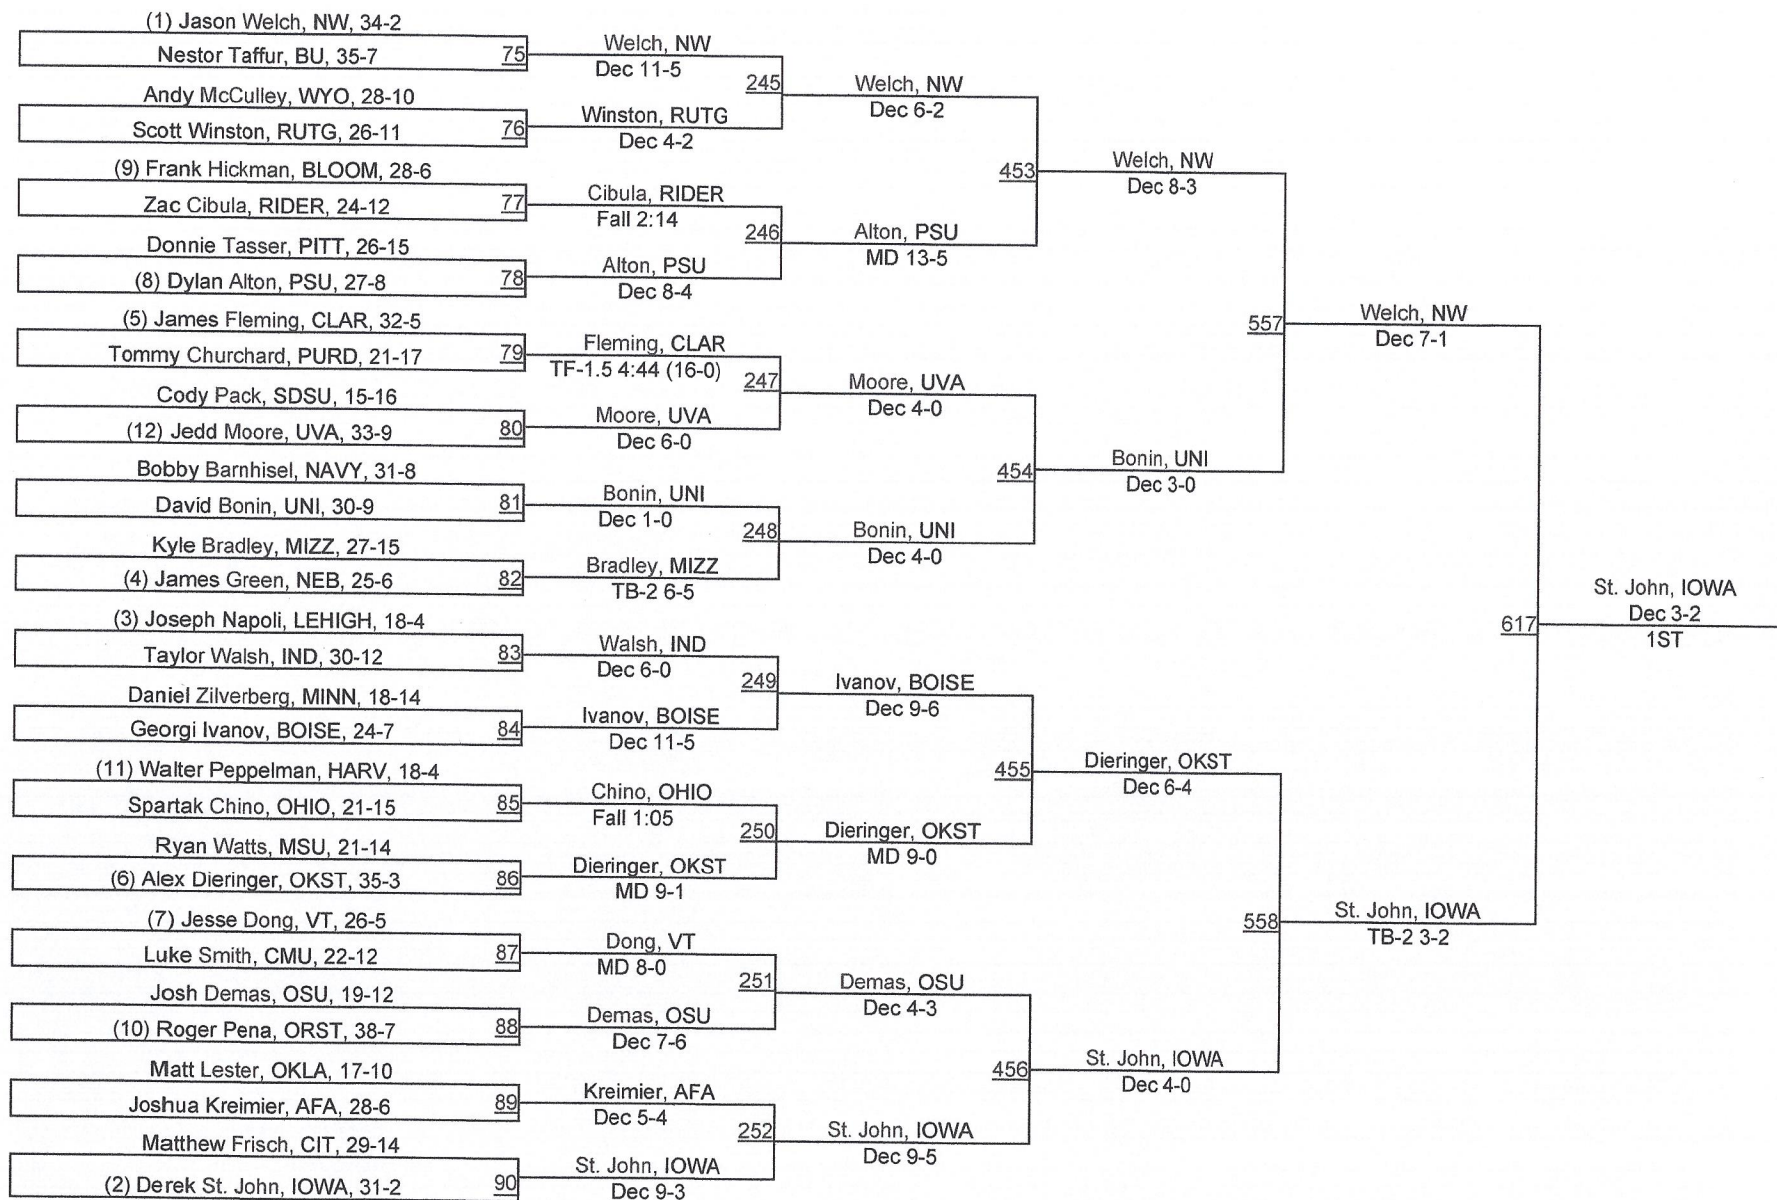 (1) Jason Welch, NW, 34-2
Nestor Taffur, BU, 35-7
75
Andy McCulley, WYO, 28-10
Scott Winston, RUTG, 26-11
76
(9) Frank Hickman, BLOOM, 28-6
Zac Cibula, RIDER, 24-12
77
Donnie Tasser, PITT, 26-15
(8) Dylan Alton, PSU, 27-8
78
(5) James Fleming, CLAR, 32-5
Tommy Churchard, PURD, 21-17
79
Cody Pack, SDSU, 15-16
(12) Jedd Moore, UVA, 33-9
80
Bobby Barnhisel, NAVY, 31-8
David Bonin, UNI, 30-9
81
Kyle Bradley, MIZZ, 27-15
(4) James Green, NEB, 25-6
82
(3) Joseph Napoli, LEHIGH, 18-4
Taylor Walsh, IND, 30-12
83
Daniel Zilverberg, MINN, 18-14
Georgi Ivanov, BOISE, 24-7
84
(11) Walter Peppelman, HARV, 18-4
Spartak Chino, OHIO, 21-15
85
Ryan Watts, MSU, 21-14
(6) Alex Dieringer, OKST, 35-3
86
(7) Jesse Dong, VT, 26-5
Luke Smith, CMU, 22-12
87
Josh Demas, OSU, 19-12
(10) Roger Pena, ORST, 38-7
88
Matt Lester, OKLA, 17-10
Joshua Kreimier, AFA, 28-6
89
Matthew Frisch, CIT, 29-14
(2) Derek St. John, IOWA, 31-2
90
Welch, NW
Dec 11-5
245
Winston, RUTG
Dec 4-2
Cibula, RIDER
Fall 2:14
246
Alton, PSU
Dec 8-4
Fleming, CLAR
TF-1.5 4:44 (16-0)
247
Moore, UVA
Dec 6-0
Bonin, UNI
Dec 1-0
248
Bradley, MIZZ
TB-2 6-5
Walsh, IND
Dec 6-0
249
Ivanov, BOISE
Dec 11-5
Chino, OHIO
Fall 1:05
250
Dieringer, OKST
MD 9-1
Dong, VT
MD 8-0
251
Demas, OSU
Dec 7-6
Kreimier, AFA
Dec 5-4
252
St. John, IOWA
Dec 9-3
Welch, NW
Dec 6-2
453
Alton, PSU
MD 13-5
Moore, UVA
Dec 4-0
454
Bonin, UNI
Dec 4-0
Ivanov, BOISE
Dec 9-6
455
Dieringer, OKST
MD 9-0
Demas, OSU
Dec 4-3
456
St. John, IOWA
Dec 9-5
Welch, NW
Dec 8-3
557
Bonin, UNI
Dec 3-0
Dieringer, OKST
Dec 6-4
558
St. John, IOWA
Dec 4-0
Welch, NW
Dec 7-1
617
St. John, IOWA
TB-2 3-2
St. John, IOWA
Dec 3-2
1ST